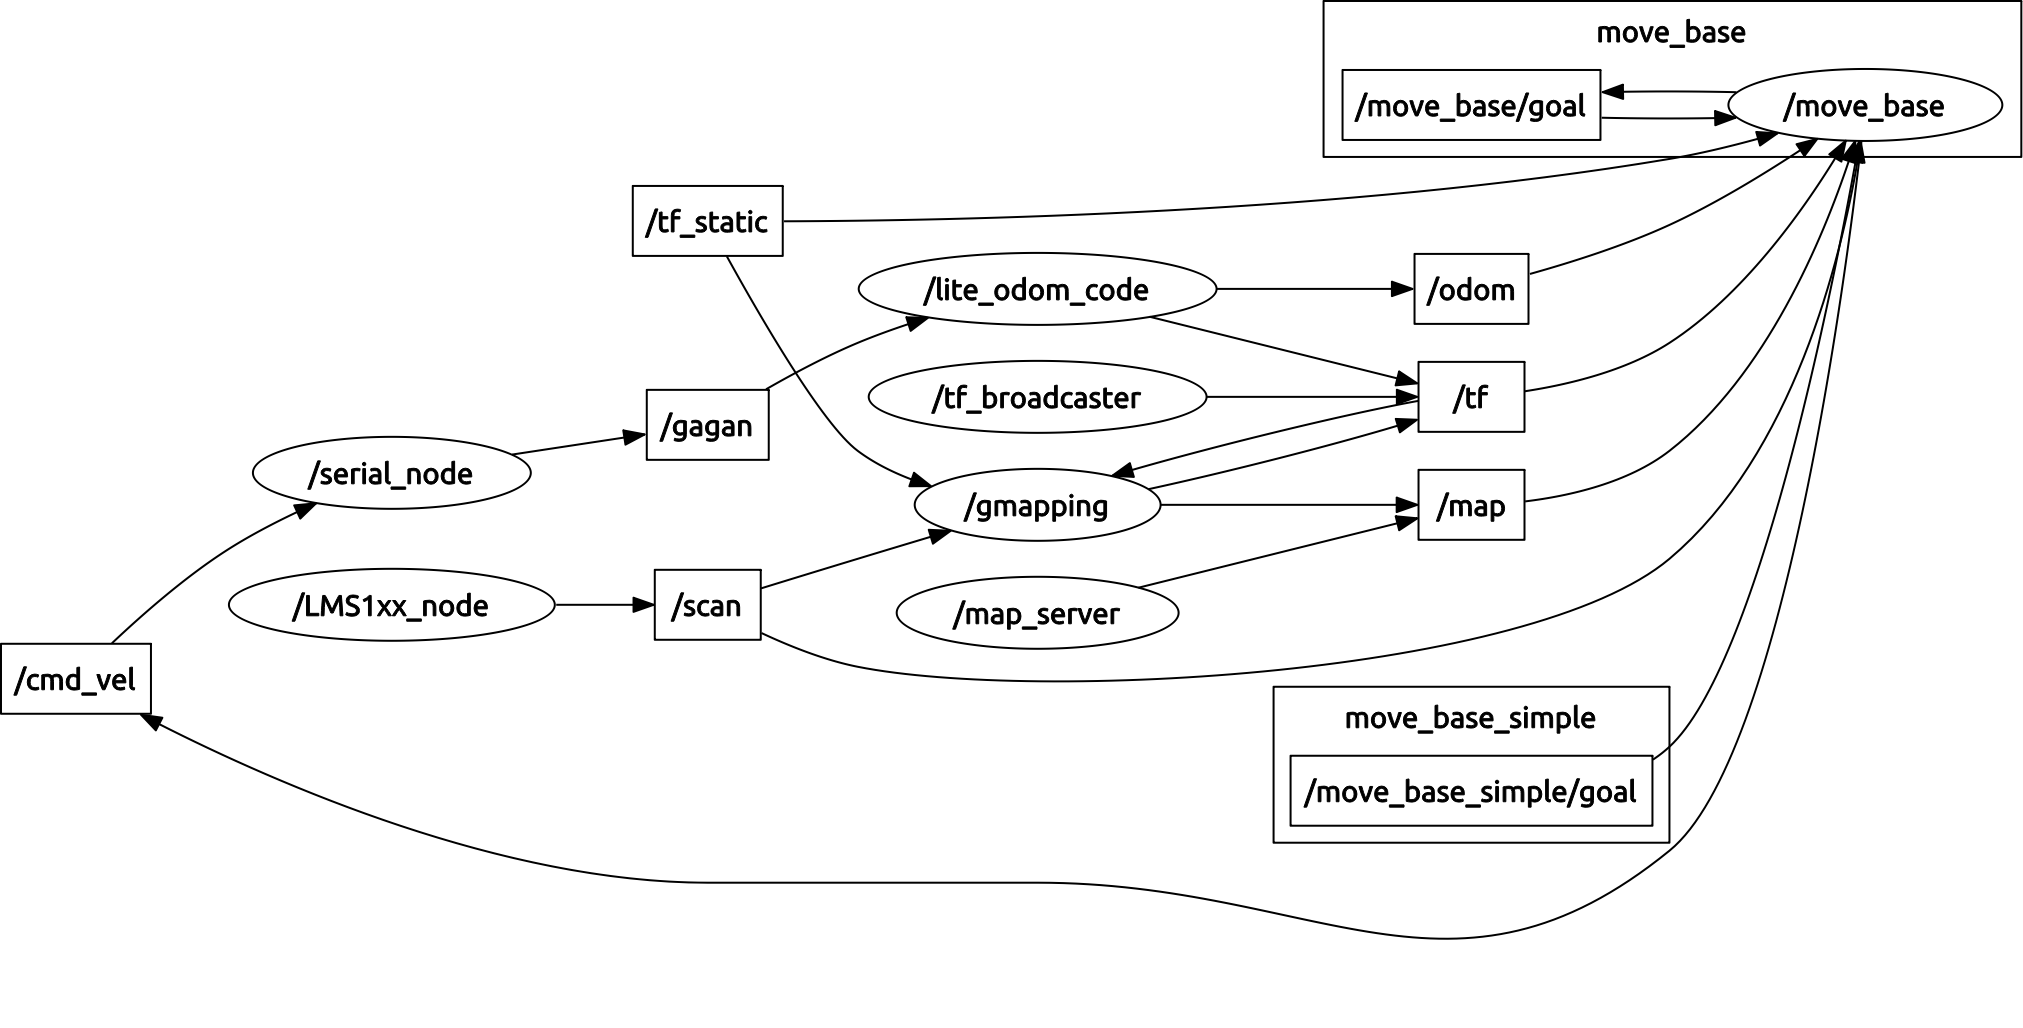 move_base
/move_base/goal
/move_base
/tf_static
/lite_odom_code
/odom
/tf_broadcaster
/tf
/gagan
/serial_node
/gmapping
/map
/LMS1xx_node
/scan
/map_server
/cmd_vel
move_base_simple
/move_base_simple/goal